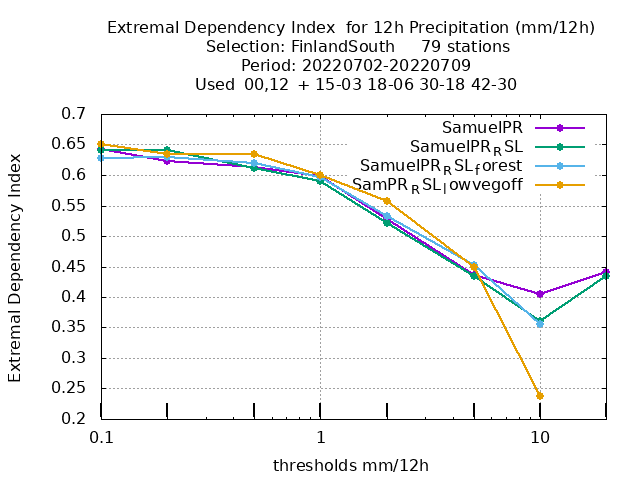 Extremal Dependency Index  for 12h Precipitation (mm/12h)
Selection: FinlandSouth     79 stations
Period: 20220702-20220709
Used  00,12  + 15-03 18-06 30-18 42-30
SamuelPR
SamuelPR_RSL
SamuelPR_RSL_forest
SamPR_RSL_lowvegoff
Extremal Dependency Index
0.7
0.65
0.6
0.55
0.5
0.45
0.4
0.35
0.3
0.25
0.2
0.1 1 10
thresholds mm/12h